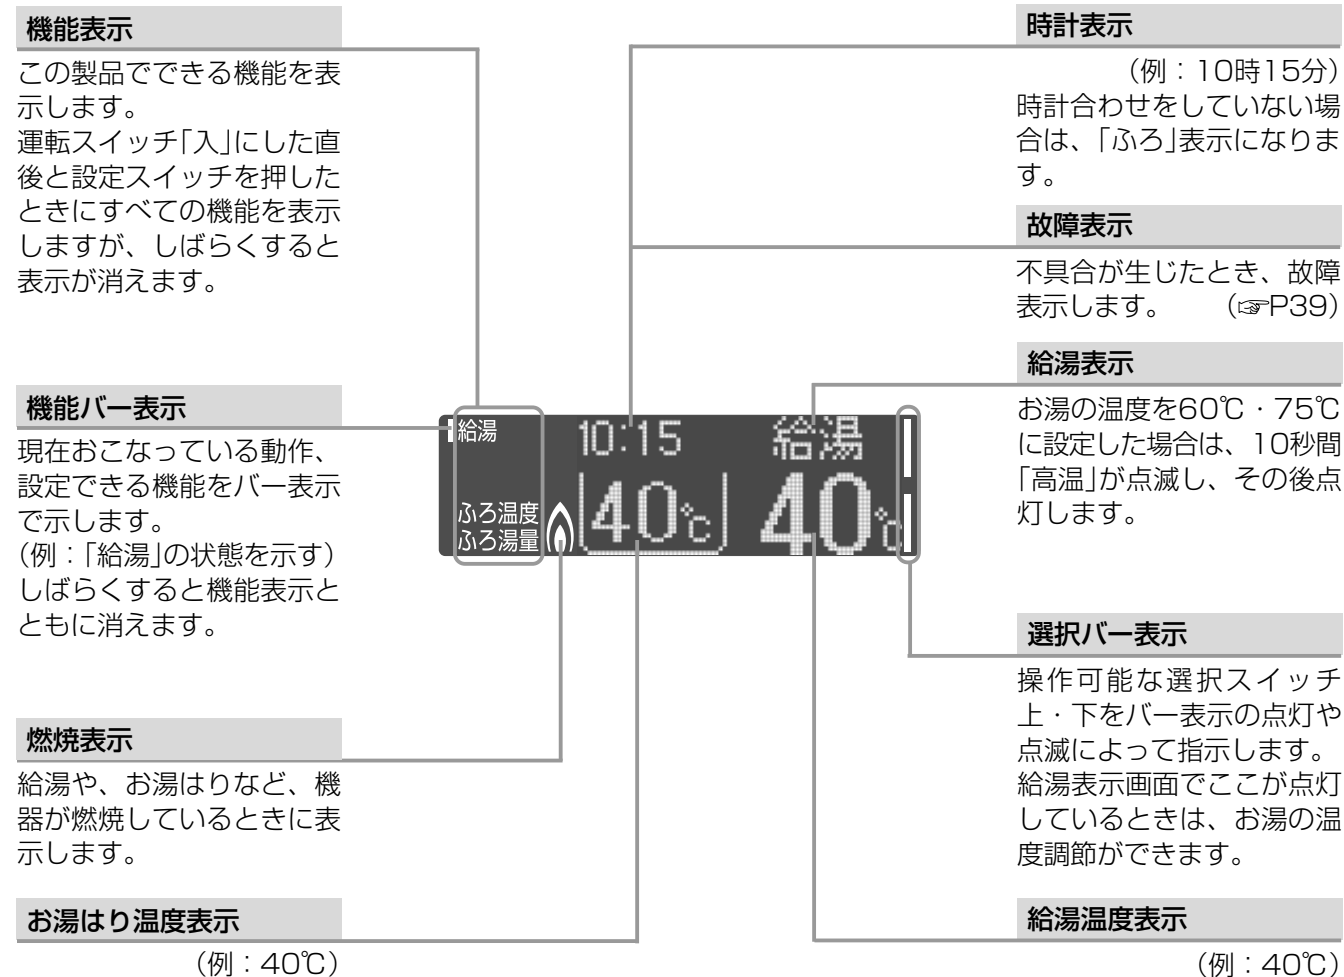 機能表示
この製品でできる機能を表
示します。
運転スイッチ「入」にした直
後と設定スイッチを押した
ときにすべての機能を表示
しますが、しばらくすると
表示が消えます。
機能バー表示
現在おこなっている動作、
設定できる機能をバー表示
で示します。
(例：「給湯」の状態を示す)
しばらくすると機能表示と
ともに消えます。
燃焼表示
給湯や、お湯はりなど、機
器が燃焼しているときに表
示します。
お湯はり温度表示
(例：40℃)
給湯
ふろ温度
ふろ湯量
10:15
40℃
給湯
40℃
時計表示
(例：10時15分)
時計合わせをしていない場
合は、「ふろ」表示になりま
す。
故障表示
不具合が生じたとき、故障
表示します。 (☞P39)
給湯表示
お湯の温度を60℃・75℃
に設定した場合は、10秒間
「高温」が点滅し、その後点
灯します。
選択バー表示
操作可能な選択スイッチ
上・下をバー表示の点灯や
点滅によって指示します。
給湯表示画面でここが点灯
しているときは、お湯の温
度調節ができます。
給湯温度表示
(例：40℃)